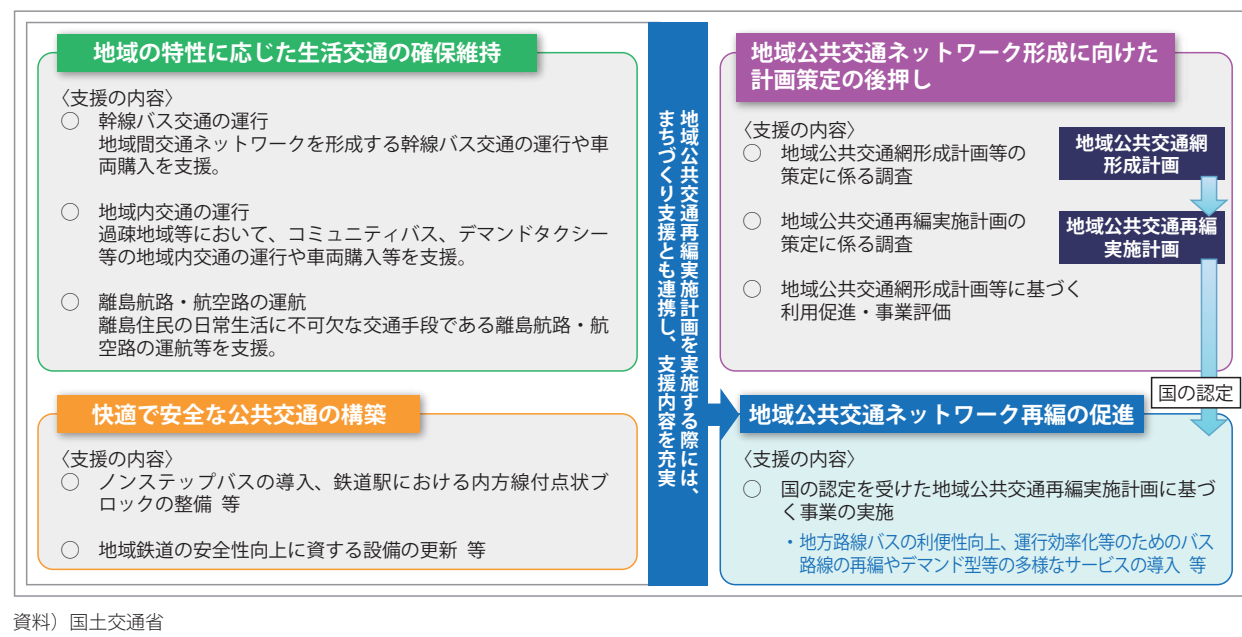 地域の特性に応じた生活交通の確保維持
〈支援の内容〉
○ 幹線バス交通の運行
地域間交通ネットワークを形成する幹線バス交通の運行や車
両購入を支援。
○ 地域内交通の運行
過疎地域等において、コミュニティバス、デマンドタクシー
等の地域内交通の運行や車両購入等を支援。
○ 離島航路・航空路の運航
離島住民の日常生活に不可欠な交通手段である離島航路・航
空路の運航等を支援。
快適で安全な公共交通の構築
〈支援の内容〉
○ ノンステップバスの導入、鉄道駅における内方線付点状ブ
ロックの整備 等
○ 地域鉄道の安全性向上に資する設備の更新 等
地域公共交通再編実施計画を実施する際には、
まちづくり支援とも連携し、支援内容を充実
地域公共交通ネットワーク形成に向けた
計画策定の後押し
〈支援の内容〉
○ 地域公共交通網形成計画等の
策定に係る調査
○ 地域公共交通再編実施計画の
策定に係る調査
○ 地域公共交通網形成計画等に基づく
利用促進・事業評価
地域公共交通網
形成計画
地域公共交通再編
実施計画
国の認定
地域公共交通ネットワーク再編の促進
〈支援の内容〉
○ 国の認定を受けた地域公共交通再編実施計画に基づ
く事業の実施
・地方路線バスの利便性向上、運行効率化等のためのバス
路線の再編やデマンド型等の多様なサービスの導入 等
資料）国土交通省